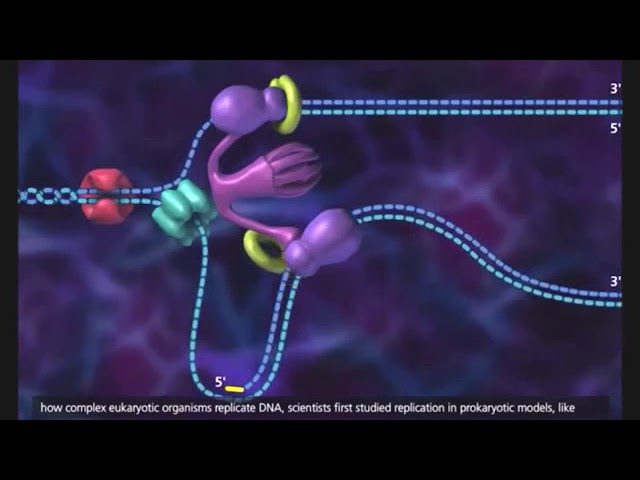 3'
5'
3'
5'
how complex eukaryotic organisms replicate DNA, scientists first studied replication in prokaryotic models, like